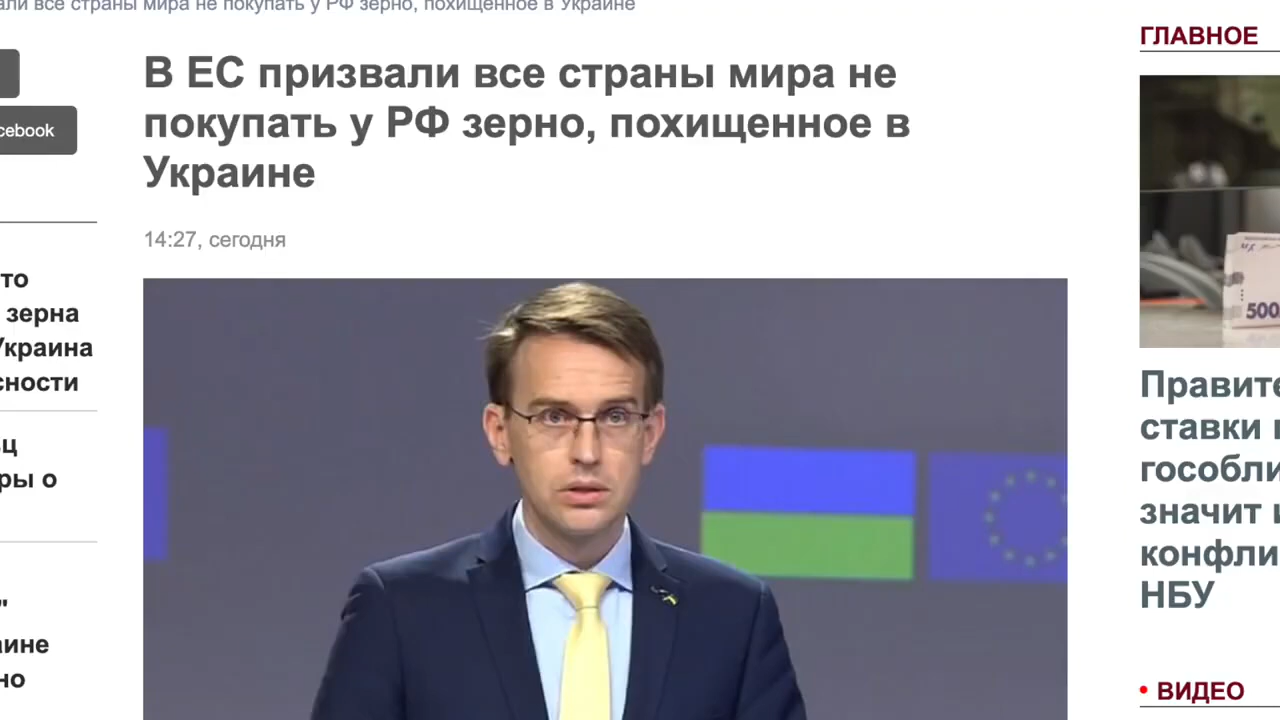 али все страны мира не покупать у РФ зерно, похищенное в Украине
В ЕС призвали все страны мира не
покупать у РФ зерно, похищенное в
Украине
14:27, сегодня
cebook
то
зерна
Украина
сности
ьц
ры о
"
аине
но
ГЛАВНОЕ
500
Правите
ставки
гособли
значит
конфли
НБУ
• ВИДЕО